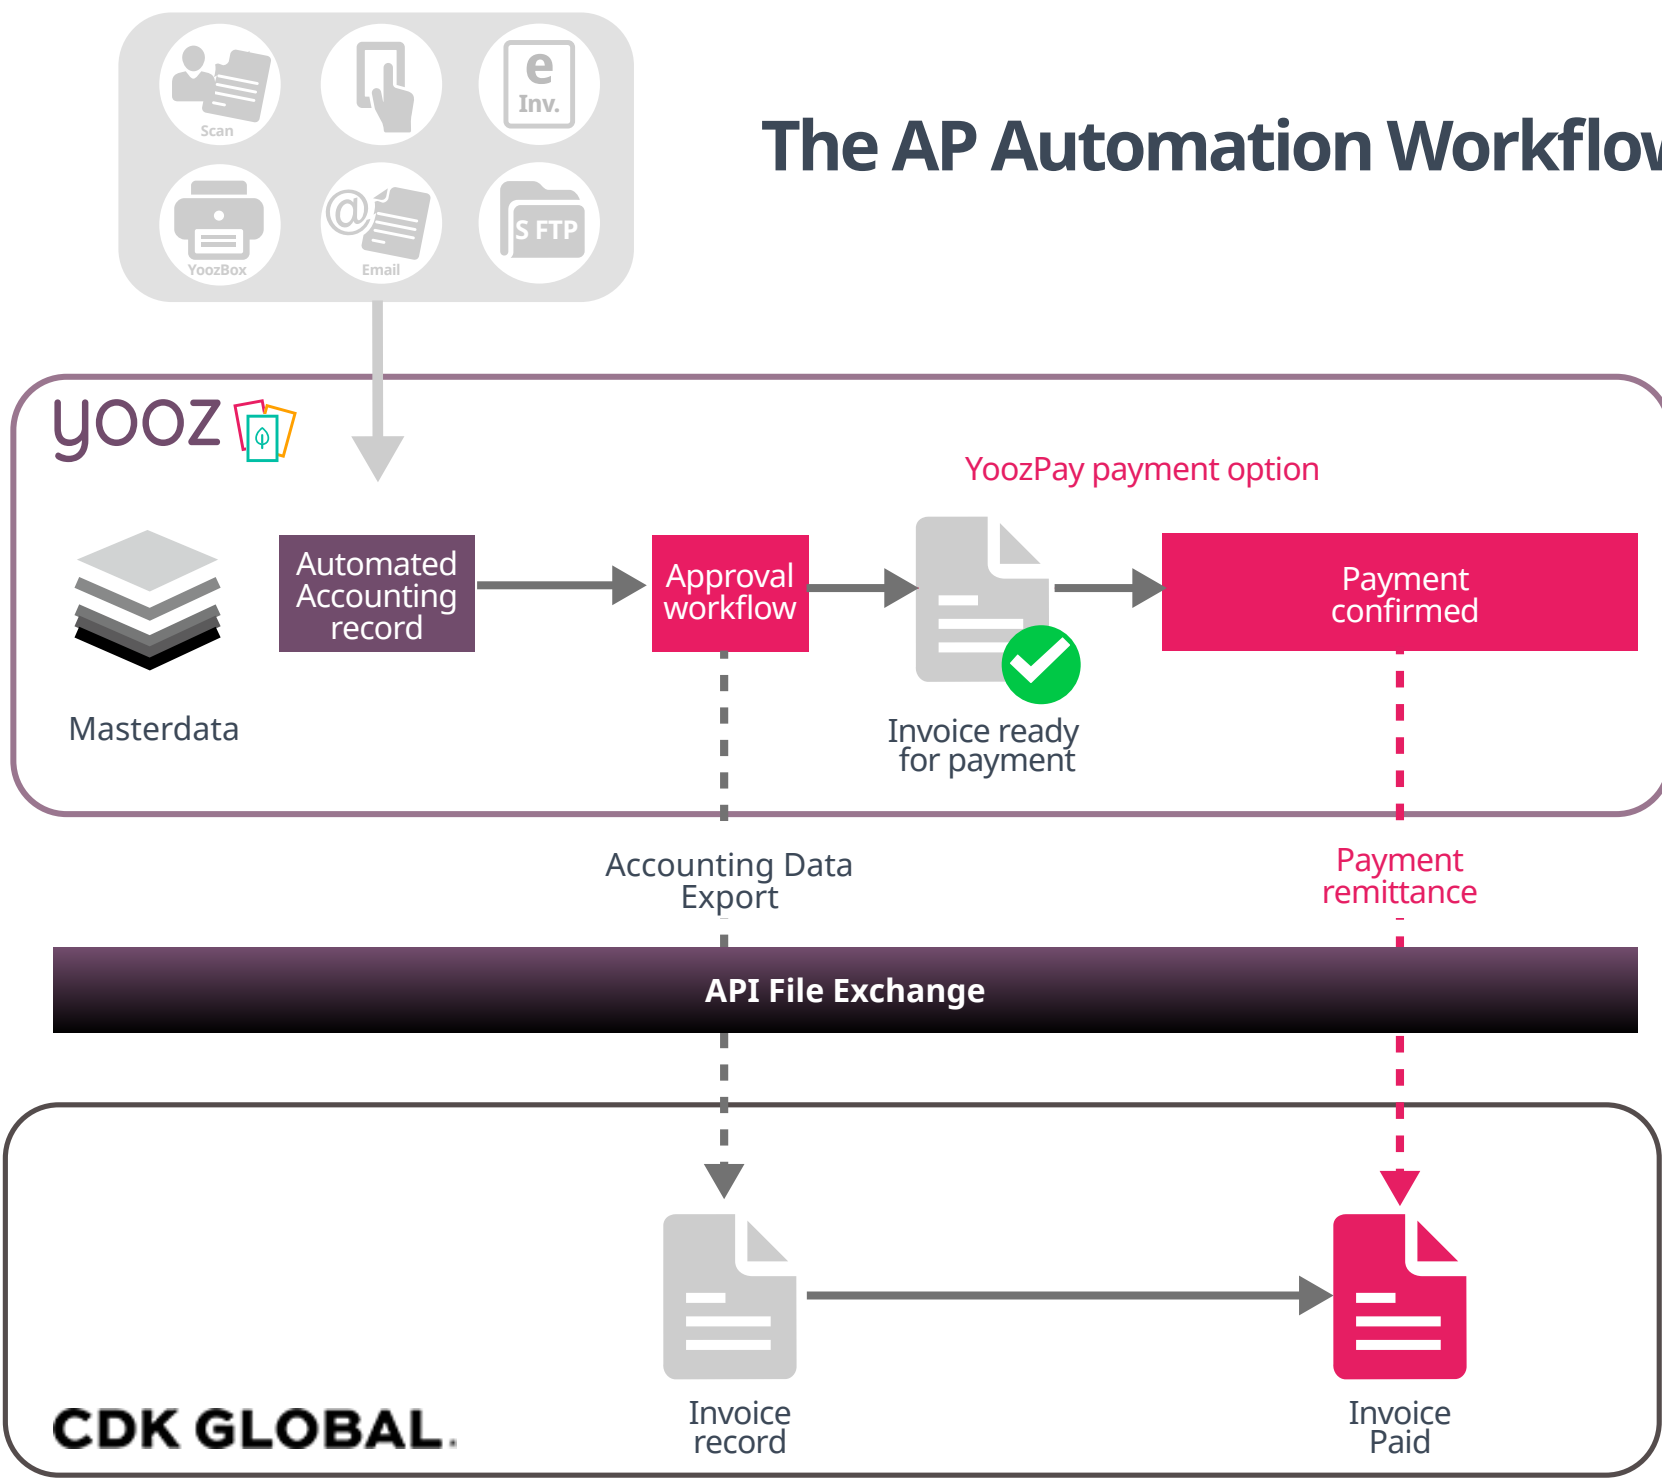 Scan
e
Inv.
YoozBox
@
Email
S FTP
The AP Automation Workflow
yooz
YoozPay payment option
Automated
Accounting
record
Approval
workflow
Payment
confirmed
Masterdata
Invoice ready
for payment
Accounting Data
Export
Payment
remittance
API File Exchange
Invoice
record
Invoice
Paid
CDK GLOBAL.